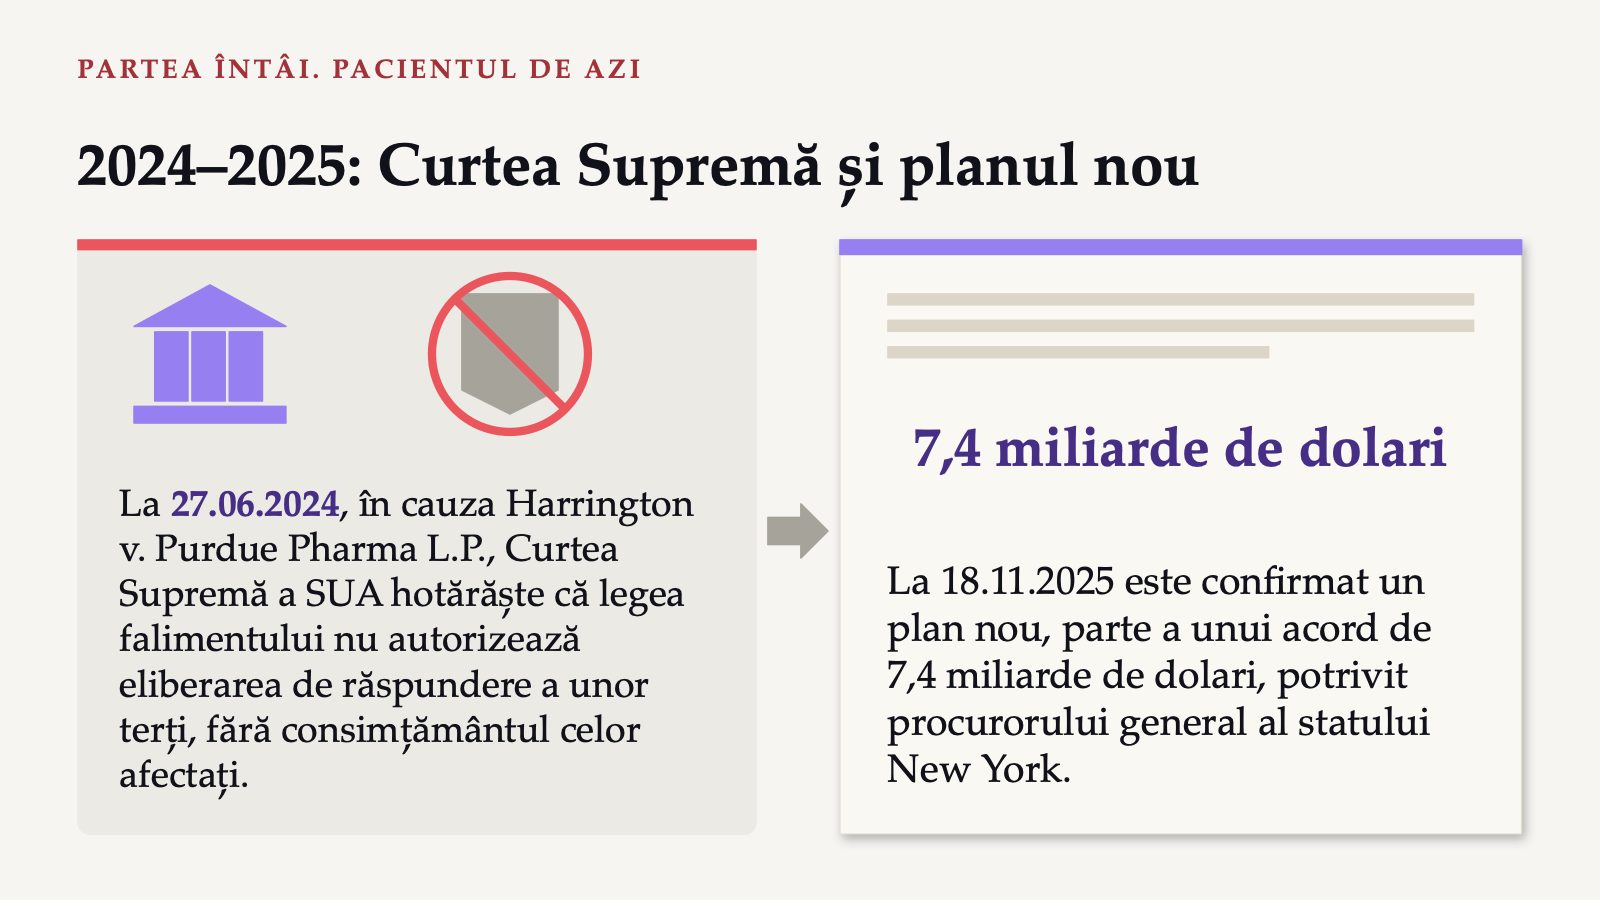 PARTEA ÎNTÂI. PACIENTUL DE AZI
2024–2025: Curtea Supremă și planul nou
La 27.06.2024, în cauza Harrington
v. Purdue Pharma L.P., Curtea
Supremă a SUA hotărăște că legea
falimentului nu autorizează
eliberarea de răspundere a unor
terți, fără consimțământul celor
afectați.
7,4 miliarde de dolari
La 18.11.2025 este confirmat un
plan nou, parte a unui acord de
7,4 miliarde de dolari, potrivit
procurorului general al statului
New York.